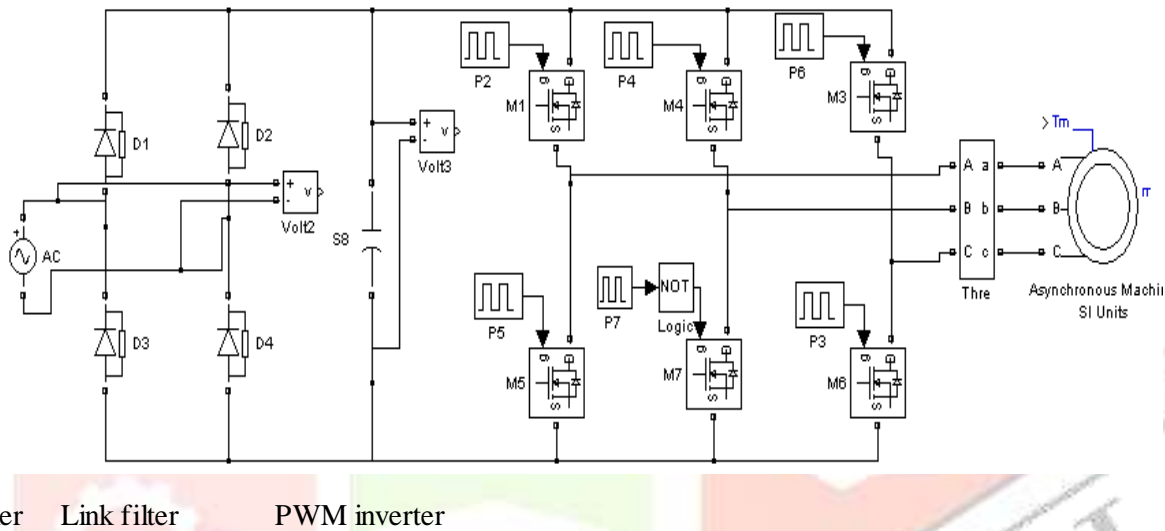 P2
P4
P6
M1
M4
M3
g D S
g D S
g D S
D1
D2
+
-
v
Volt3
Tm
+
-
v
Volt2
A a
B b
C c
A
B
C
m
AC
S8
Thre
Asynchronous Machi
SI Units
P5
P7
NOT
Logic
P3
D3
D4
M5
M7
M6
g D S
g D S
g D S
er Link filter PWM inverter